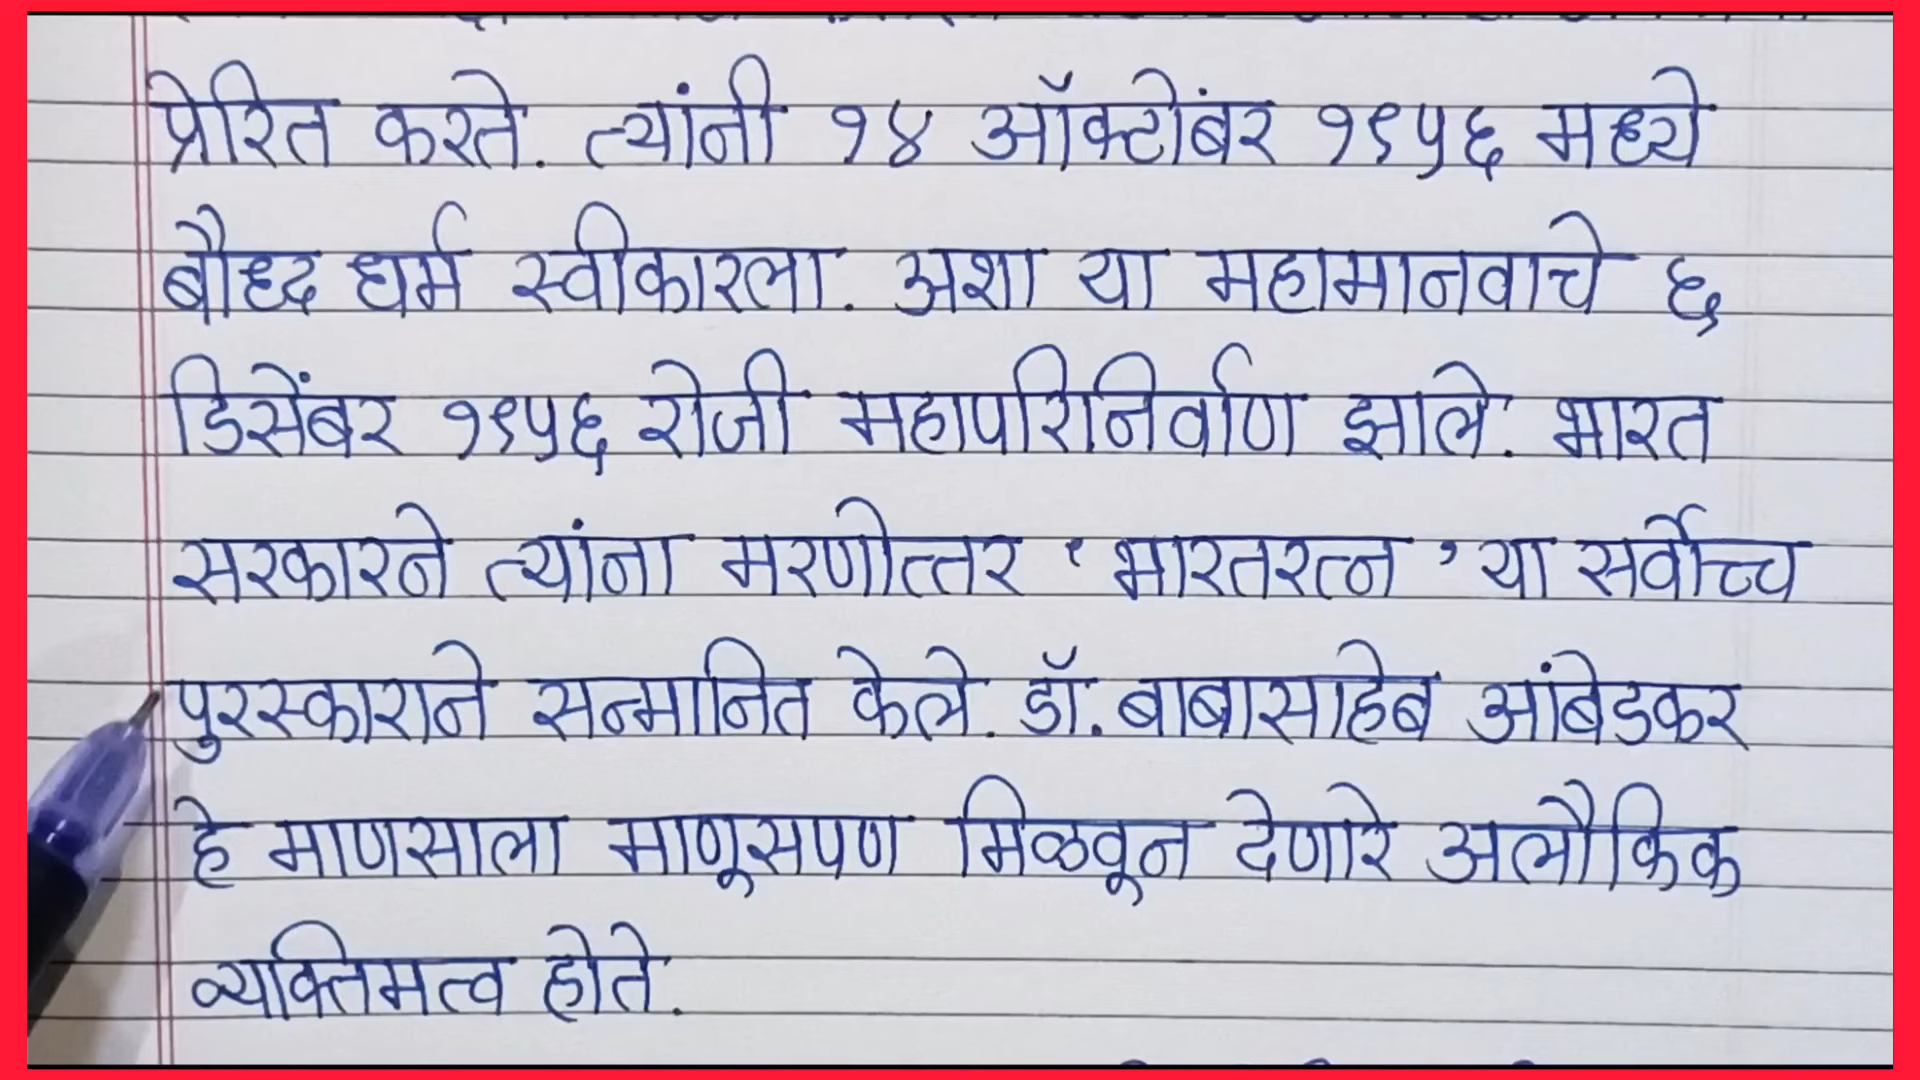 प्रेरित करते. त्यांनी १४ ऑक्टोबंर १९५६ मध्ये
बौध्द धर्म स्वीकारला. अशा या महामानवाचे ६
डिसेंबर १९५६ रोजी महापरिनिर्वाण झाले. भारत
सरकारने त्यांना मरणोत्तर 'भारतरत्न' या सर्वोच्च
पुरस्काराने सन्मानित केले. डॉ. बाबासाहेब आंबेडकर
हे माणसाला माणूसपण मिळवून देणारे अलौकिक
व्यक्तिमत्व होते.